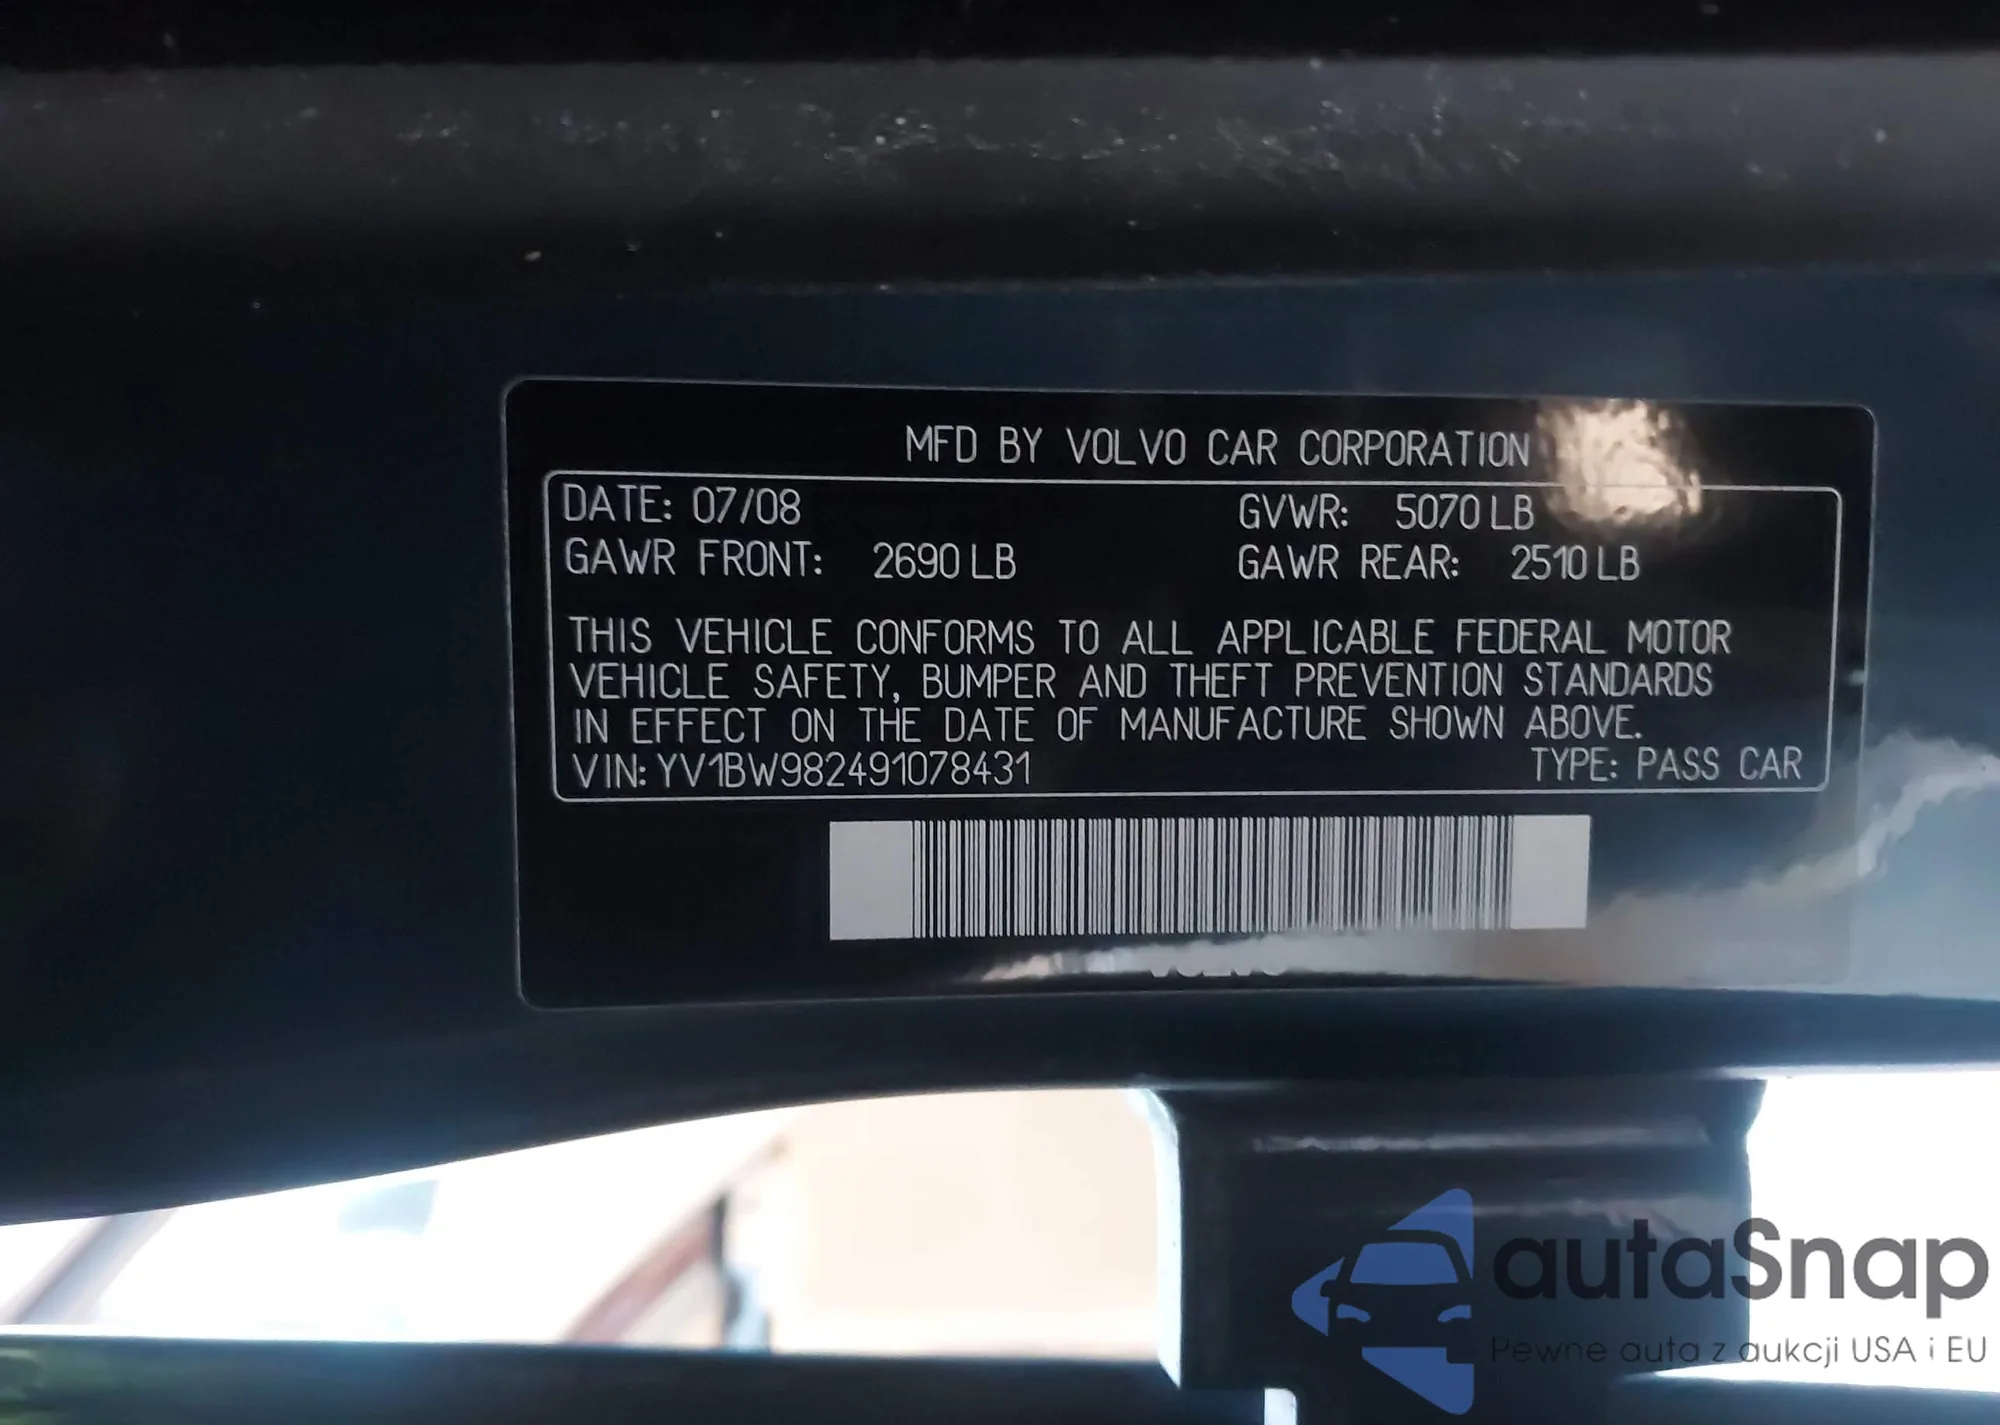 MFD BY VOLVO CAR CORPORATION
DATE: 07/08 GVWR: 5070 LB
GAWR FRONT: 2690 LB GAWR REAR: 2510 LB
THIS VEHICLE CONFORMS TO ALL APPLICABLE FEDERAL MOTOR
VEHICLE SAFETY, BUMPER AND THEFT PREVENTION STANDARDS
IN EFFECT ON THE DATE OF MANUFACTURE SHOWN ABOVE.
VIN: YV1BW982491078431 TYPE: PASS CAR
VOLVO
autaSnap
Pewne auta z aukcji USA i EU